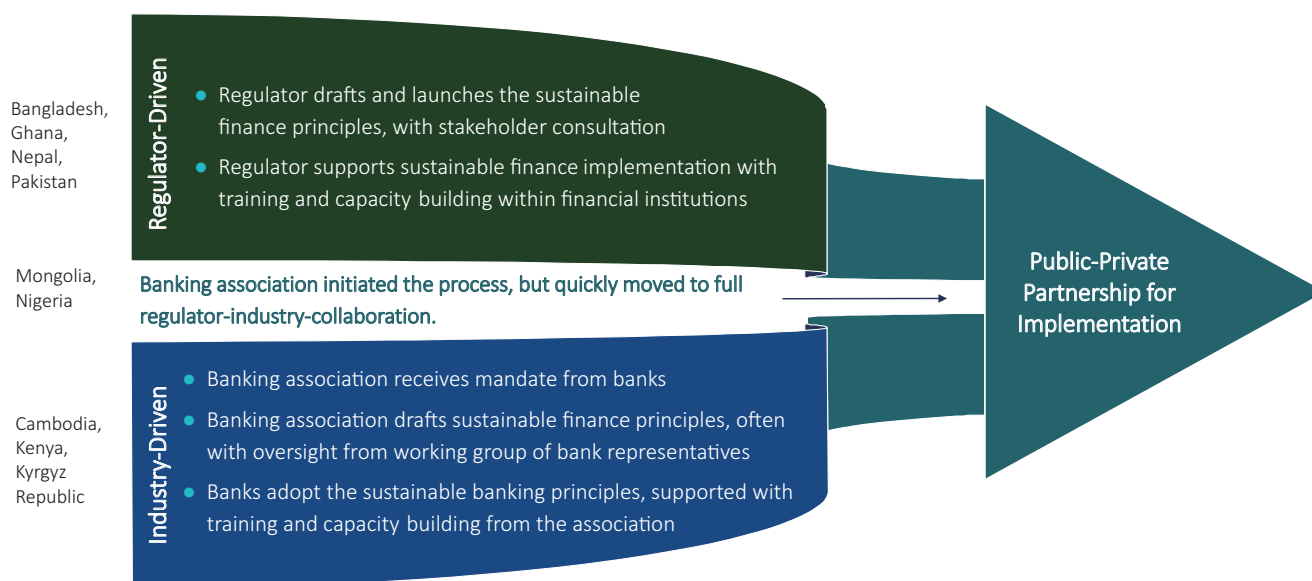 Bangladesh,
Ghana,
Nepal,
Pakistan
Regulator-Driven
• Regulator drafts and launches the sustainable
finance principles, with stakeholder consultation
• Regulator supports sustainable finance implementation with
training and capacity building within financial institutions
Mongolia,
Nigeria
Banking association initiated the process, but quickly moved to full
regulator-industry-collaboration.
Cambodia,
Kenya,
Kyrgyz
Republic
Industry-Driven
• Banking association receives mandate from banks
• Banking association drafts sustainable finance principles, often
with oversight from working group of bank representatives
• Banks adopt the sustainable banking principles, supported with
training and capacity building from the association
Public-Private
Partnership for
Implementation